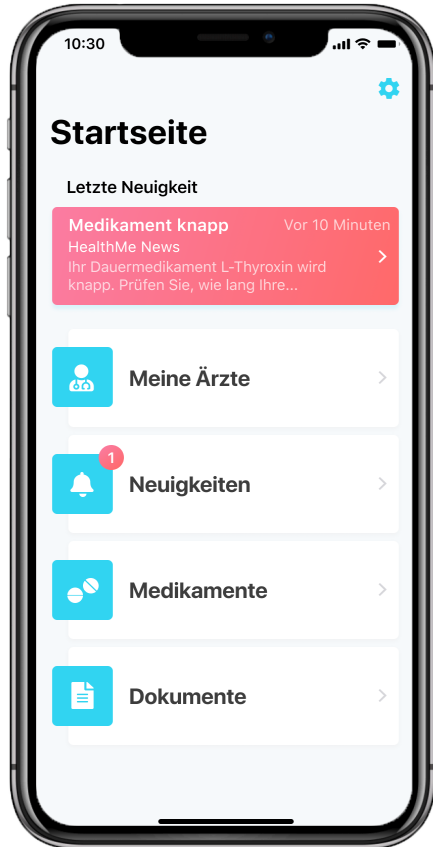 10:30
Startseite
Letzte Neuigkeit
Medikament knapp Vor 10 Minuten
HealthMe News
Ihr Dauermedikament L-Thyroxin wird
knapp. Prüfen Sie, wie lang Ihre...
Meine Ärzte
1
Neuigkeiten
Medikamente
Dokumente